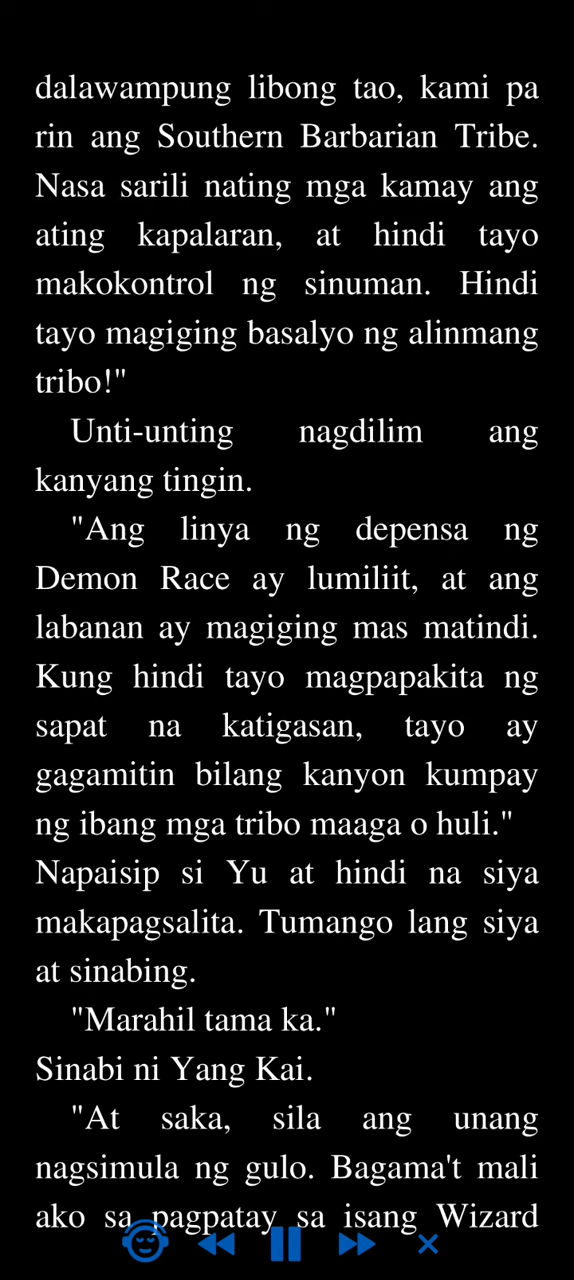 dalawampung libong tao, kami pa
rin ang Southern Barbarian Tribe.
Nasa sarili nating mga kamay ang
ating kapalaran, at hindi tayo
makokontrol ng sinuman. Hindi
tayo magiging basalyo ng alinmang
tribo!"
Unti-unting nagdilim ang
kanyang tingin.
"Ang linya ng depensa ng
Demon Race ay lumiliit, at ang
labanan ay magiging mas matindi.
Kung hindi tayo magpapakita ng
sapat na katigasan, tayo ay
gagamitin bilang kanyon kumpay
ng ibang mga tribo maaga o huli."
Napaisip si Yu at hindi na siya
makapagsalita. Tumango lang siya
at sinabing.
"Marahil tama ka."
Sinabi ni Yang Kai.
"At saka, sila ang unang
nagsimula ng gulo. Bagama't mali
ako sa pagpatay sa isang Wizard